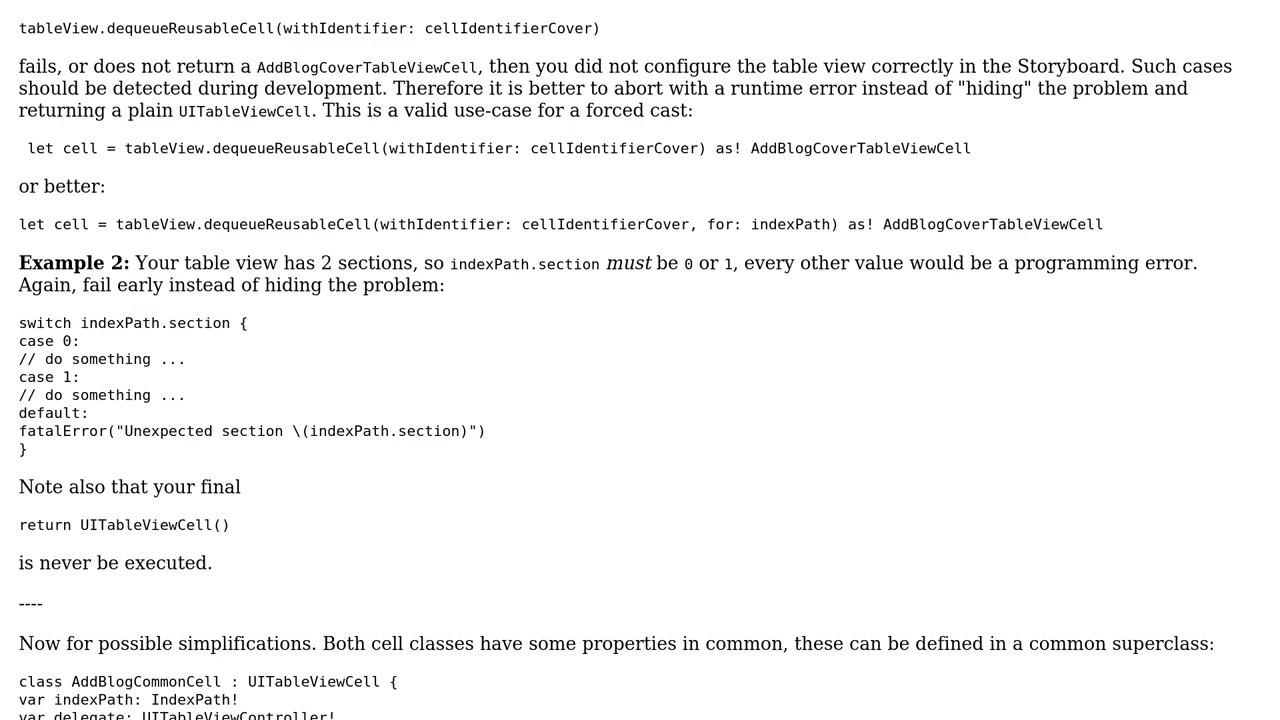 tableView.dequeueReusableCell(withIdentifier: cellIdentifierCover)
fails, or does not return a AddBlogCoverTableViewCell, then you did not configure the table view correctly in the Storyboard. Such cases
should be detected during development. Therefore it is better to abort with a runtime error instead of "hiding" the problem and
returning a plain UITableViewCell. This is a valid use-case for a forced cast:
let cell = tableView.dequeueReusableCell(withIdentifier: cellIdentifierCover) as! AddBlogCoverTableViewCell
or better:
let cell = tableView.dequeueReusableCell(withIdentifier: cellIdentifierCover, for: indexPath) as! AddBlogCoverTableViewCell
Example 2: Your table view has 2 sections, so indexPath.section must be 0 or 1, every other value would be a programming error.
Again, fail early instead of hiding the problem:
switch indexPath.section {
case 0:
// do something ...
case 1:
// do something ...
default:
fatalError("Unexpected section \(indexPath.section)")
}
Note also that your final
return UITableViewCell()
is never be executed.
----
Now for possible simplifications. Both cell classes have some properties in common, these can be defined in a common superclass:
class AddBlogCommonCell : UITableViewCell {
var indexPath: IndexPath!
var delegate: UITableViewController!